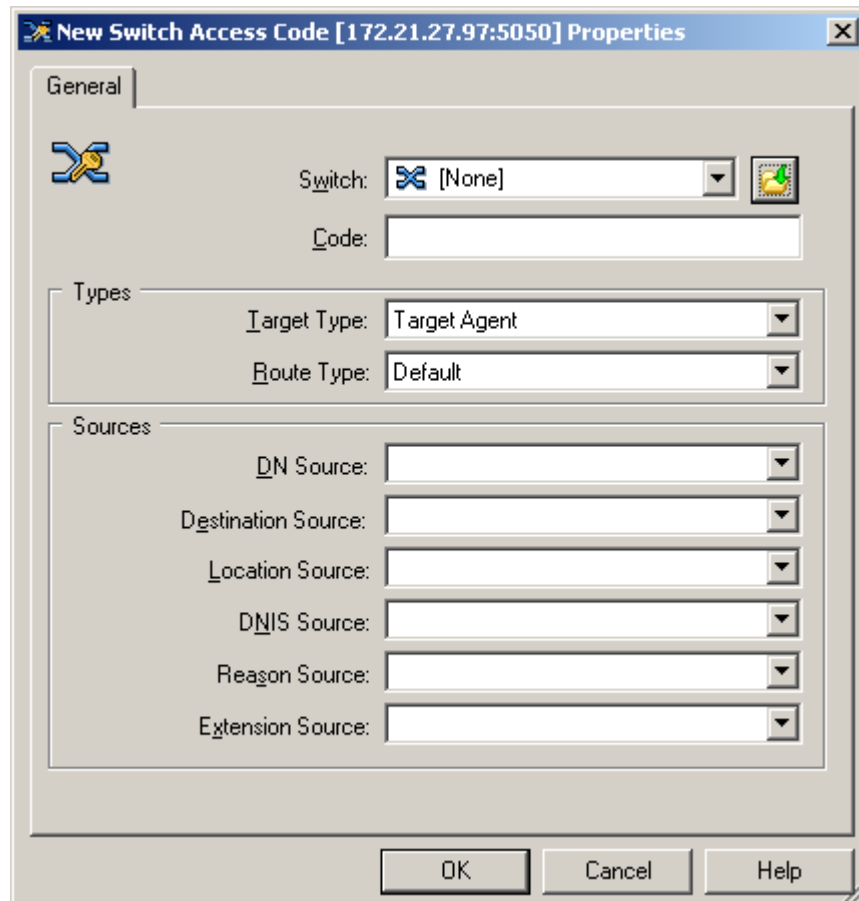 New Switch Access Code [172.21.27.97:5050] Properties
General
Switch: [None]
Code:
Types
Target Type: Target Agent
Route Type: Default
Sources
DN Source:
Destination Source:
Location Source:
DNIS Source:
Reason Source:
Extension Source:
OK Cancel Help